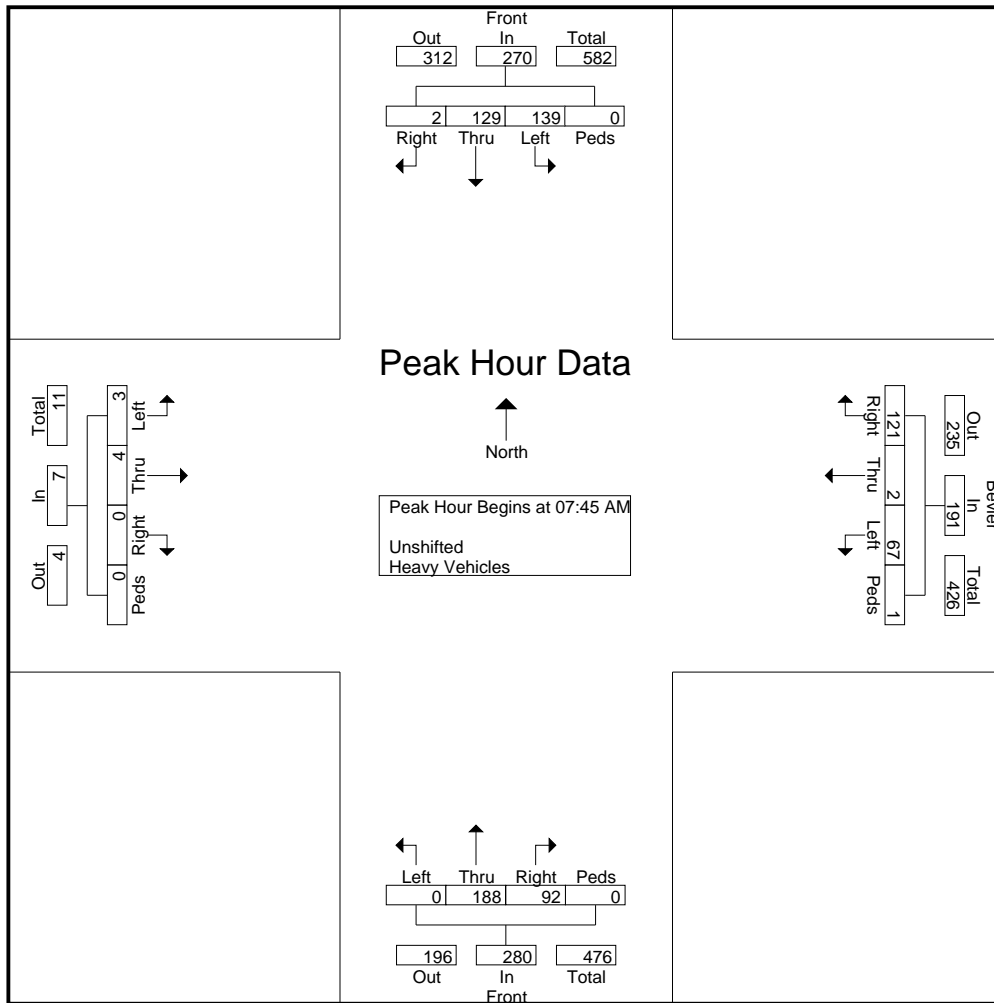 Front
Out In Total
312 270 582
2 129 139 0
Right Thru Left Peds
Peak Hour Data
North
Peak Hour Begins at 07:45 AM
Unshifted
Heavy Vehicles
Total In Out
11 7 4
3 4 0 0
Left Thru Right Peds
Right Thru Left Peds
121 2 67 1
Out In Total
235 191 426
Bevier
Left Thru Right Peds
0 188 92 0
196 280 476
Out In Total
Front